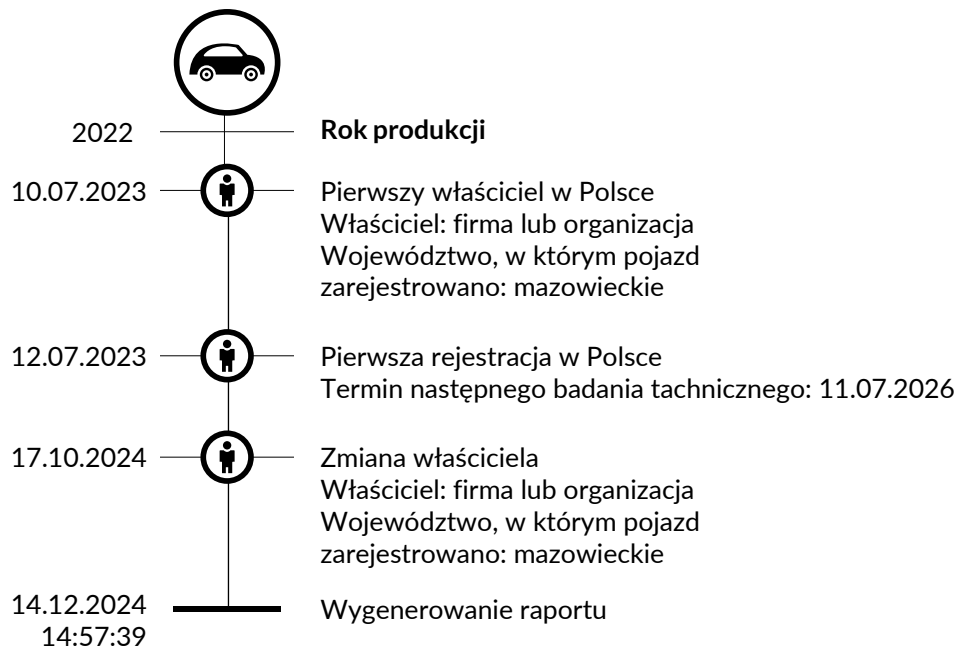 2022 Rok produkcji
10.07.2023 Pierwszy właściciel w Polsce
Właściciel: firma lub organizacja
Województwo, w którym pojazd
zarejestrowano: mazowieckie
12.07.2023 Pierwsza rejestracja w Polsce
Termin następnego badania tachnicznego: 11.07.2026
17.10.2024 Zmiana właściciela
Właściciel: firma lub organizacja
Województwo, w którym pojazd
zarejestrowano: mazowieckie
14.12.2024 Wygenerowanie raportu
14:57:39